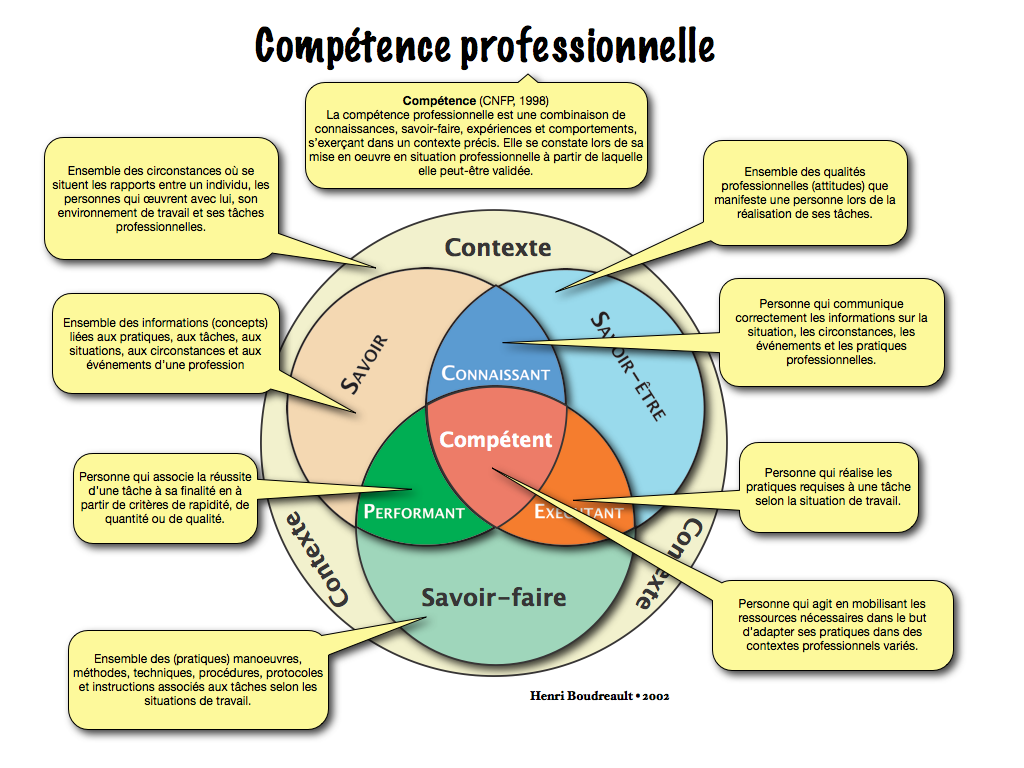 Compétence professionnelle
Compétence (CNFP, 1998)
La compétence professionnelle est une combinaison de
connaissances, savoir-faire, expériences et comportements,
s'exerçant dans un contexte précis. Elle se constate lors de sa
mise en oeuvre en situation professionnelle à partir de laquelle
elle peut-être validée.
Ensemble des circonstances où se
situent les rapports entre un individu, les
personnes qui œuvrent avec lui, son
environnement de travail et ses tâches
professionnelles.
Ensemble des qualités
professionnelles (attitudes) que
manifeste une personne lors de la
réalisation de ses tâches.
Contexte
Ensemble des informations (concepts)
liées aux pratiques, aux tâches, aux
situations, aux circonstances et aux
événements d'une profession
Savoir
Connaissant
Savoir-être
Personne qui communique
correctement les informations sur la
situation, les circonstances, les
événements et les pratiques
professionnelles.
Compétent
Personne qui associe la réussite
d'une tâche à sa finalité en à
partir de critères de rapidité, de
quantité ou de qualité.
Performant
Exécutant
Personne qui réalise les
pratiques requises à une tâche
selon la situation de travail.
Contexte
Contexte
Savoir-faire
Personne qui agit en mobilisant les
ressources nécessaires dans le but
d'adapter ses pratiques dans des
contextes professionnels variés.
Ensemble des (pratiques) manoeuvres,
méthodes, techniques, procédures, protocoles
et instructions associés aux tâches selon les
situations de travail.
Henri Boudreault • 2002